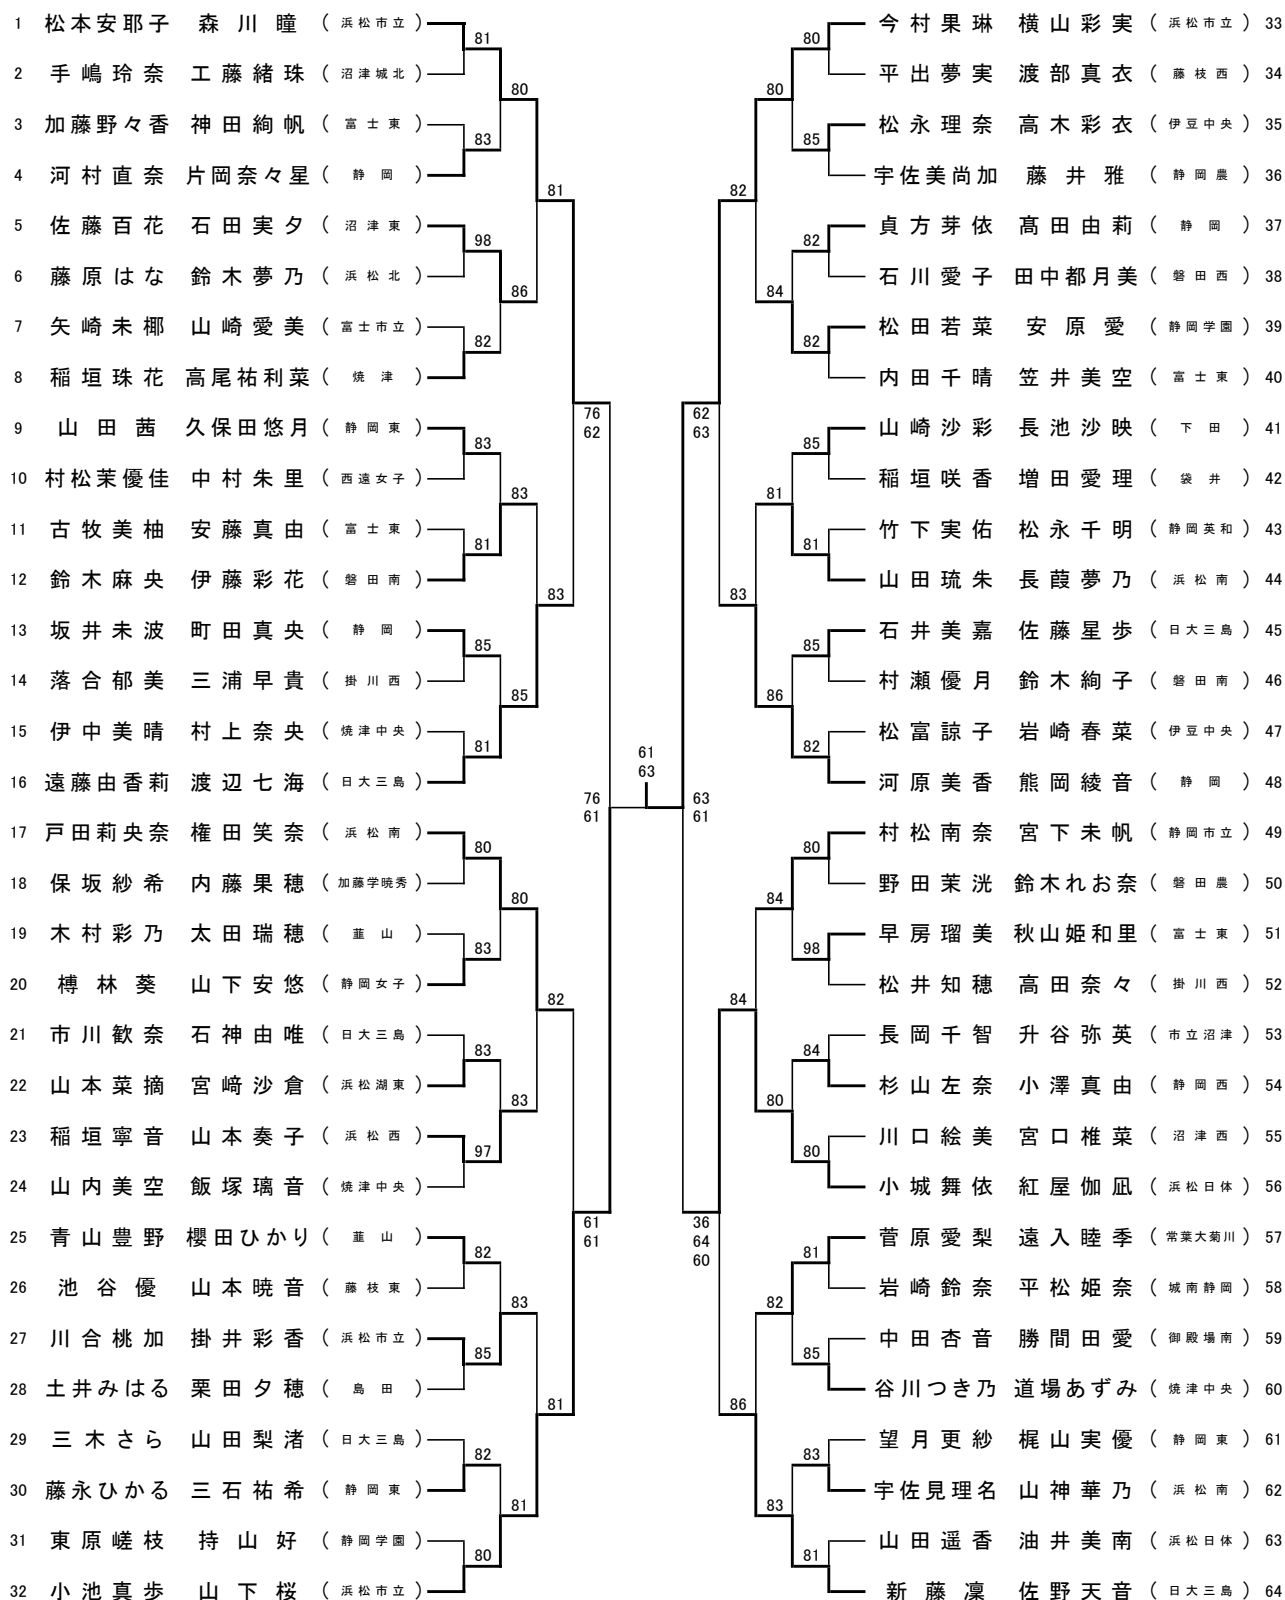 1 松本安耶子 森川瞳 (浜松市立)
2 手嶋玲奈 工藤緒珠 (沼津城北)
3 加藤野々香 神田絢帆 (富士東)
4 河村直奈 片岡奈々星 (静岡)
5 佐藤百花 石田実夕 (沼津東)
6 藤原はな 鈴木夢乃 (浜松北)
7 矢崎未椰 山崎愛美 (富士市立)
8 稲垣珠花 高尾祐利菜 (焼津)
9 山田茜 久保田悠月 (静岡東)
10 村松茉優佳 中村朱里 (西遠女子)
11 古牧美柚 安藤真由 (富士東)
12 鈴木麻央 伊藤彩花 (磐田南)
13 坂井未波 町田真央 (静岡)
14 落合郁美 三浦早貴 (掛川西)
15 伊中美晴 村上奈央 (焼津中央)
16 遠藤由香莉 渡辺七海 (日大三島)
17 戸田莉央奈 権田笑奈 (浜松南)
18 保坂紗希 内藤果穂 (加藤学暁秀)
19 木村彩乃 太田瑞穂 (韮山)
20 榑林葵 山下安悠 (静岡女子)
21 市川歓奈 石神由唯 (日大三島)
22 山本菜摘 宮﨑沙倉 (浜松湖東)
23 稲垣寧音 山本奏子 (浜松西)
24 山内美空 飯塚璃音 (焼津中央)
25 青山豊野 櫻田ひかり (韮山)
26 池谷優 山本暁音 (藤枝東)
27 川合桃加 掛井彩香 (浜松市立)
28 土井みはる 栗田夕穂 (島田)
29 三木さら 山田梨渚 (日大三島)
30 藤永ひかる 三石祐希 (静岡東)
31 東原嵯枝 持山好 (静岡学園)
32 小池真歩 山下桜 (浜松市立)
81
83
98
82
83
81
85
81
80
83
83
97
82
85
82
80
80
86
83
85
80
83
83
81
81
83
82
81
76
62
61
61
76
61
61
63
63
61
62
63
36
64
60
82
83
84
86
80
84
81
86
84
80
82
83
80
85
82
82
85
81
85
82
80
98
84
80
81
85
83
81
今村果琳 横山彩実 (浜松市立) 33
平出夢実 渡部真衣 (藤枝西) 34
松永理奈 高木彩衣 (伊豆中央) 35
宇佐美尚加 藤井雅 (静岡農) 36
貞方芽依 髙田由莉 (静岡) 37
石川愛子 田中都月美 (磐田西) 38
松田若菜 安原愛 (静岡学園) 39
内田千晴 笠井美空 (富士東) 40
山崎沙彩 長池沙映 (下田) 41
稲垣咲香 増田愛理 (袋井) 42
竹下実佑 松永千明 (静岡英和) 43
山田琉朱 長葭夢乃 (浜松南) 44
石井美嘉 佐藤星歩 (日大三島) 45
村瀬優月 鈴木絢子 (磐田南) 46
松富諒子 岩崎春菜 (伊豆中央) 47
河原美香 熊岡綾音 (静岡) 48
村松南奈 宮下未帆 (静岡市立) 49
野田茉洸 鈴木れお奈 (磐田農) 50
早房瑠美 秋山姫和里 (富士東) 51
松井知穂 高田奈々 (掛川西) 52
長岡千智 升谷弥英 (市立沼津) 53
杉山左奈 小澤真由 (静岡西) 54
川口絵美 宮口椎菜 (沼津西) 55
小城舞依 紅屋伽凪 (浜松日体) 56
菅原愛梨 遠入睦季 (常葉大菊川) 57
岩崎鈴奈 平松姫奈 (城南静岡) 58
中田杏音 勝間田愛 (御殿場南) 59
谷川つき乃 道場あずみ (焼津中央) 60
望月更紗 梶山実優 (静岡東) 61
宇佐見理名 山神華乃 (浜松南) 62
山田遥香 油井美南 (浜松日体) 63
新藤凜 佐野天音 (日大三島) 64